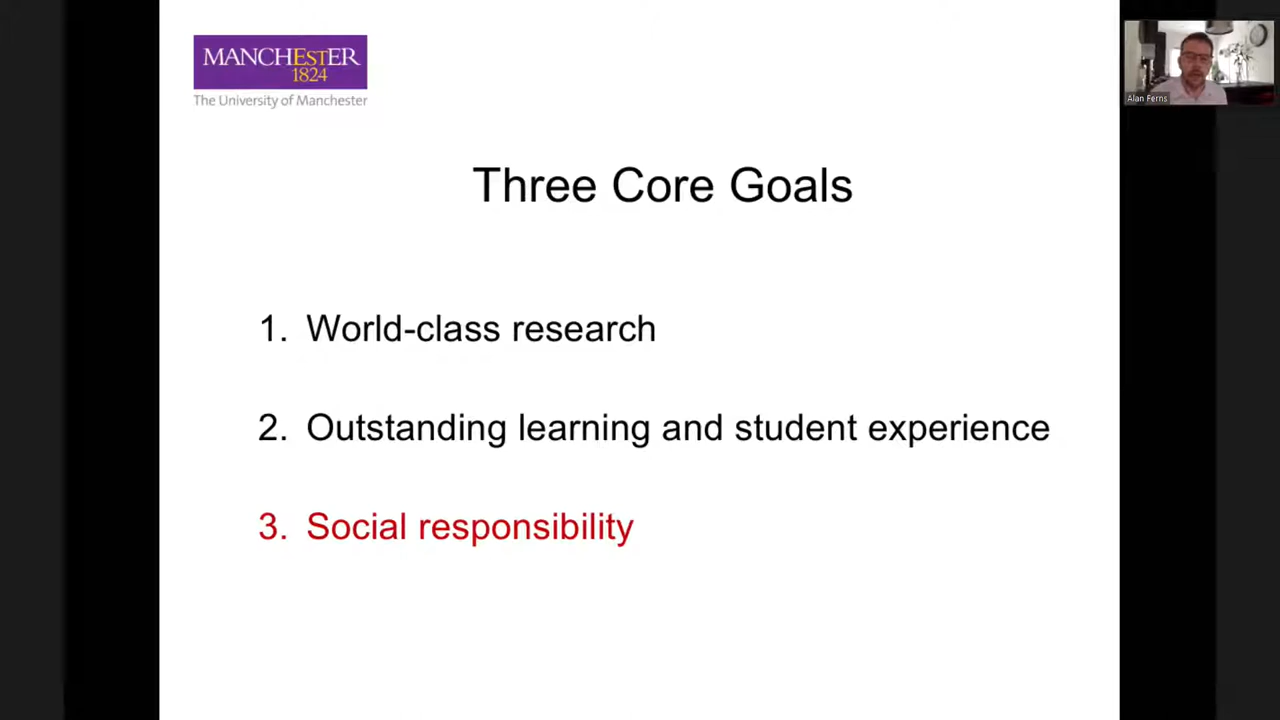 MANCHESTER
1824
The University of Manchester
Alan Ferns
Three Core Goals
1. World-class research
2. Outstanding learning and student experience
3. Social responsibility